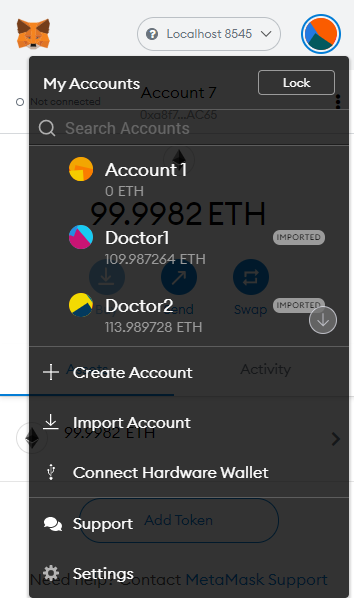 Localhost 8545
My Accounts
Lock
Not connected
Account 7
0xa8f7...AC65
Search Accounts
Account 1
0 ETH
99.9982 ETH
Doctor1
IMPORTED
109.987264 ETH
Send
Swap
Doctor2
IMPORTED
113.989728 ETH
Assets
Activity
Create Account
99.9982 ETH
Import Account
Connect Hardware Wallet
Support
Add Token
Settings
Need help? Contact MetaMask Support